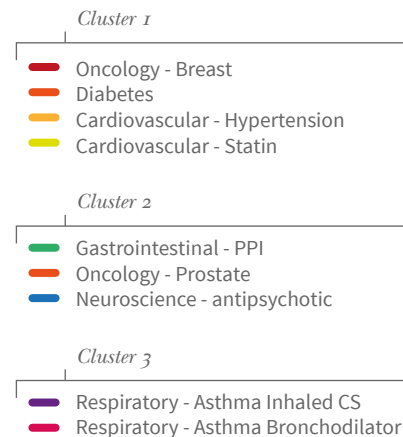 Cluster 1
Oncology - Breast
Diabetes
Cardiovascular - Hypertension
Cardiovascular - Statin
Cluster 2
Gastrointestinal - PPI
Oncology - Prostate
Neuroscience - antipsychotic
Cluster 3
Respiratory - Asthma Inhaled CS
Respiratory - Asthma Bronchodilator